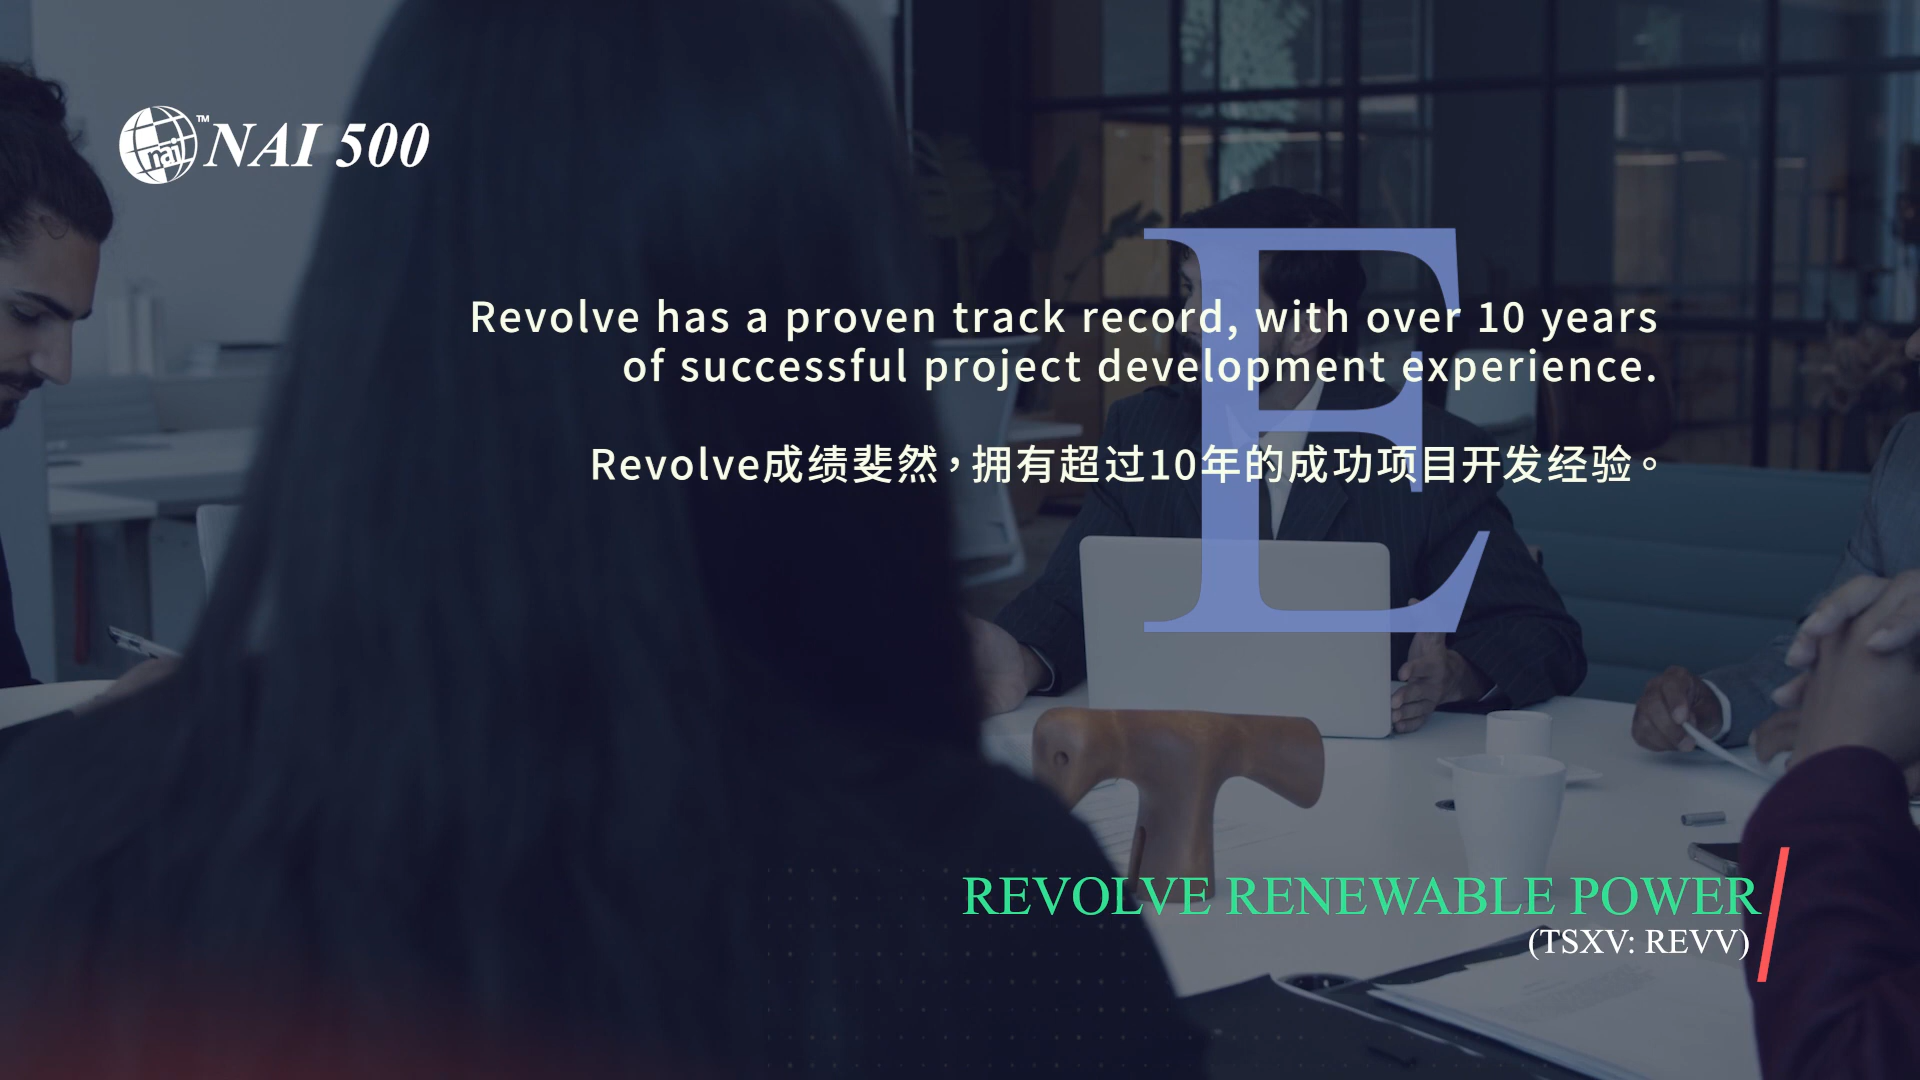 nai™ NAI 500
E
Revolve has a proven track record, with over 10 years
of successful project development experience.
Revolve成绩斐然，拥有超过10年的成功项目开发经验。
REVOLVE RENEWABLE POWER
(TSXV: REVV)